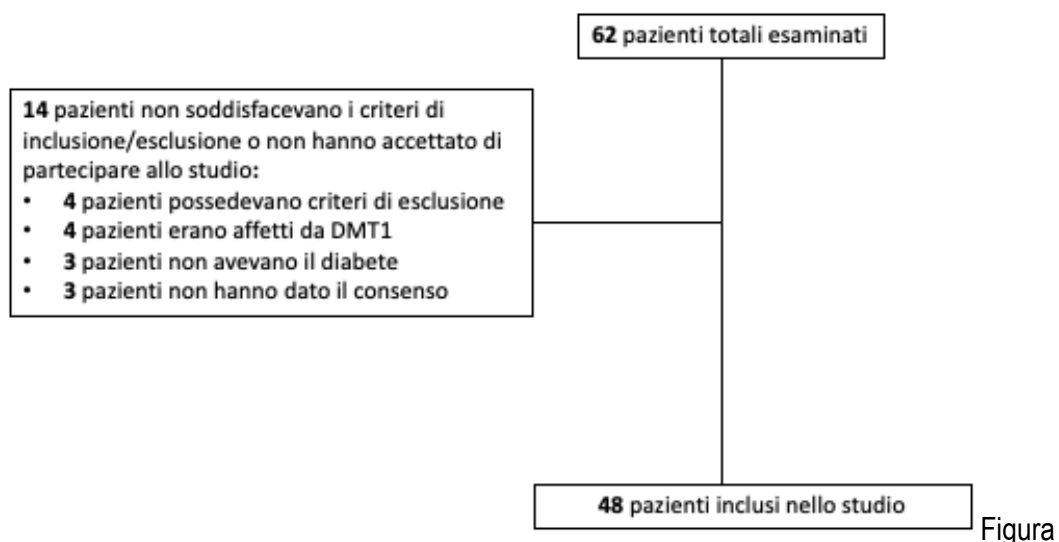 62 pazienti totali esaminati
14 pazienti non soddisfacevano i criteri di
inclusione/esclusione o non hanno accettato di
partecipare allo studio:
• 4 pazienti possedevano criteri di esclusione
• 4 pazienti erano affetti da DMT1
• 3 pazienti non avevano il diabete
• 3 pazienti non hanno dato il consenso
48 pazienti inclusi nello studio
Figura